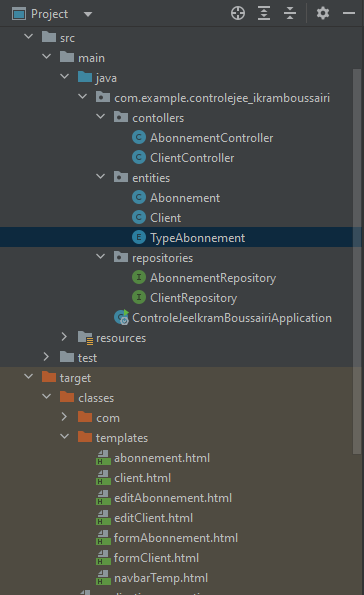 Project
src
main
java
com.example.controlejee_ikramboussairi
contollers
AbonnementController
ClientController
entities
Abonnement
Client
TypeAbonnement
repositories
AbonnementRepository
ClientRepository
ControleJeeIkramBoussairiApplication
resources
test
target
classes
com
templates
abonnement.html
client.html
editAbonnement.html
editClient.html
formAbonnement.html
formClient.html
navbarTemp.html